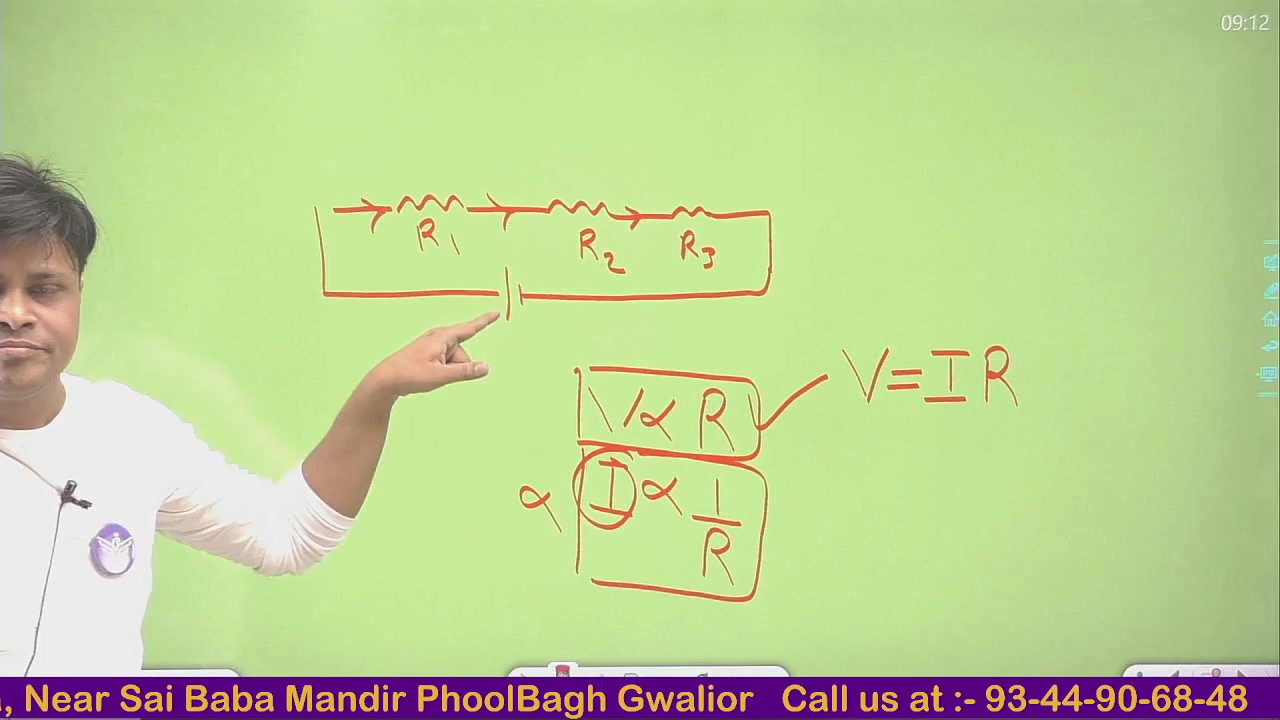 09:12
R1 R2 R3
V=IR
V∝ R
∝ I ∝ 1/R
, Near Sai Baba Mandir PhoolBagh Gwalior Call us at :- 93-44-90-68-48